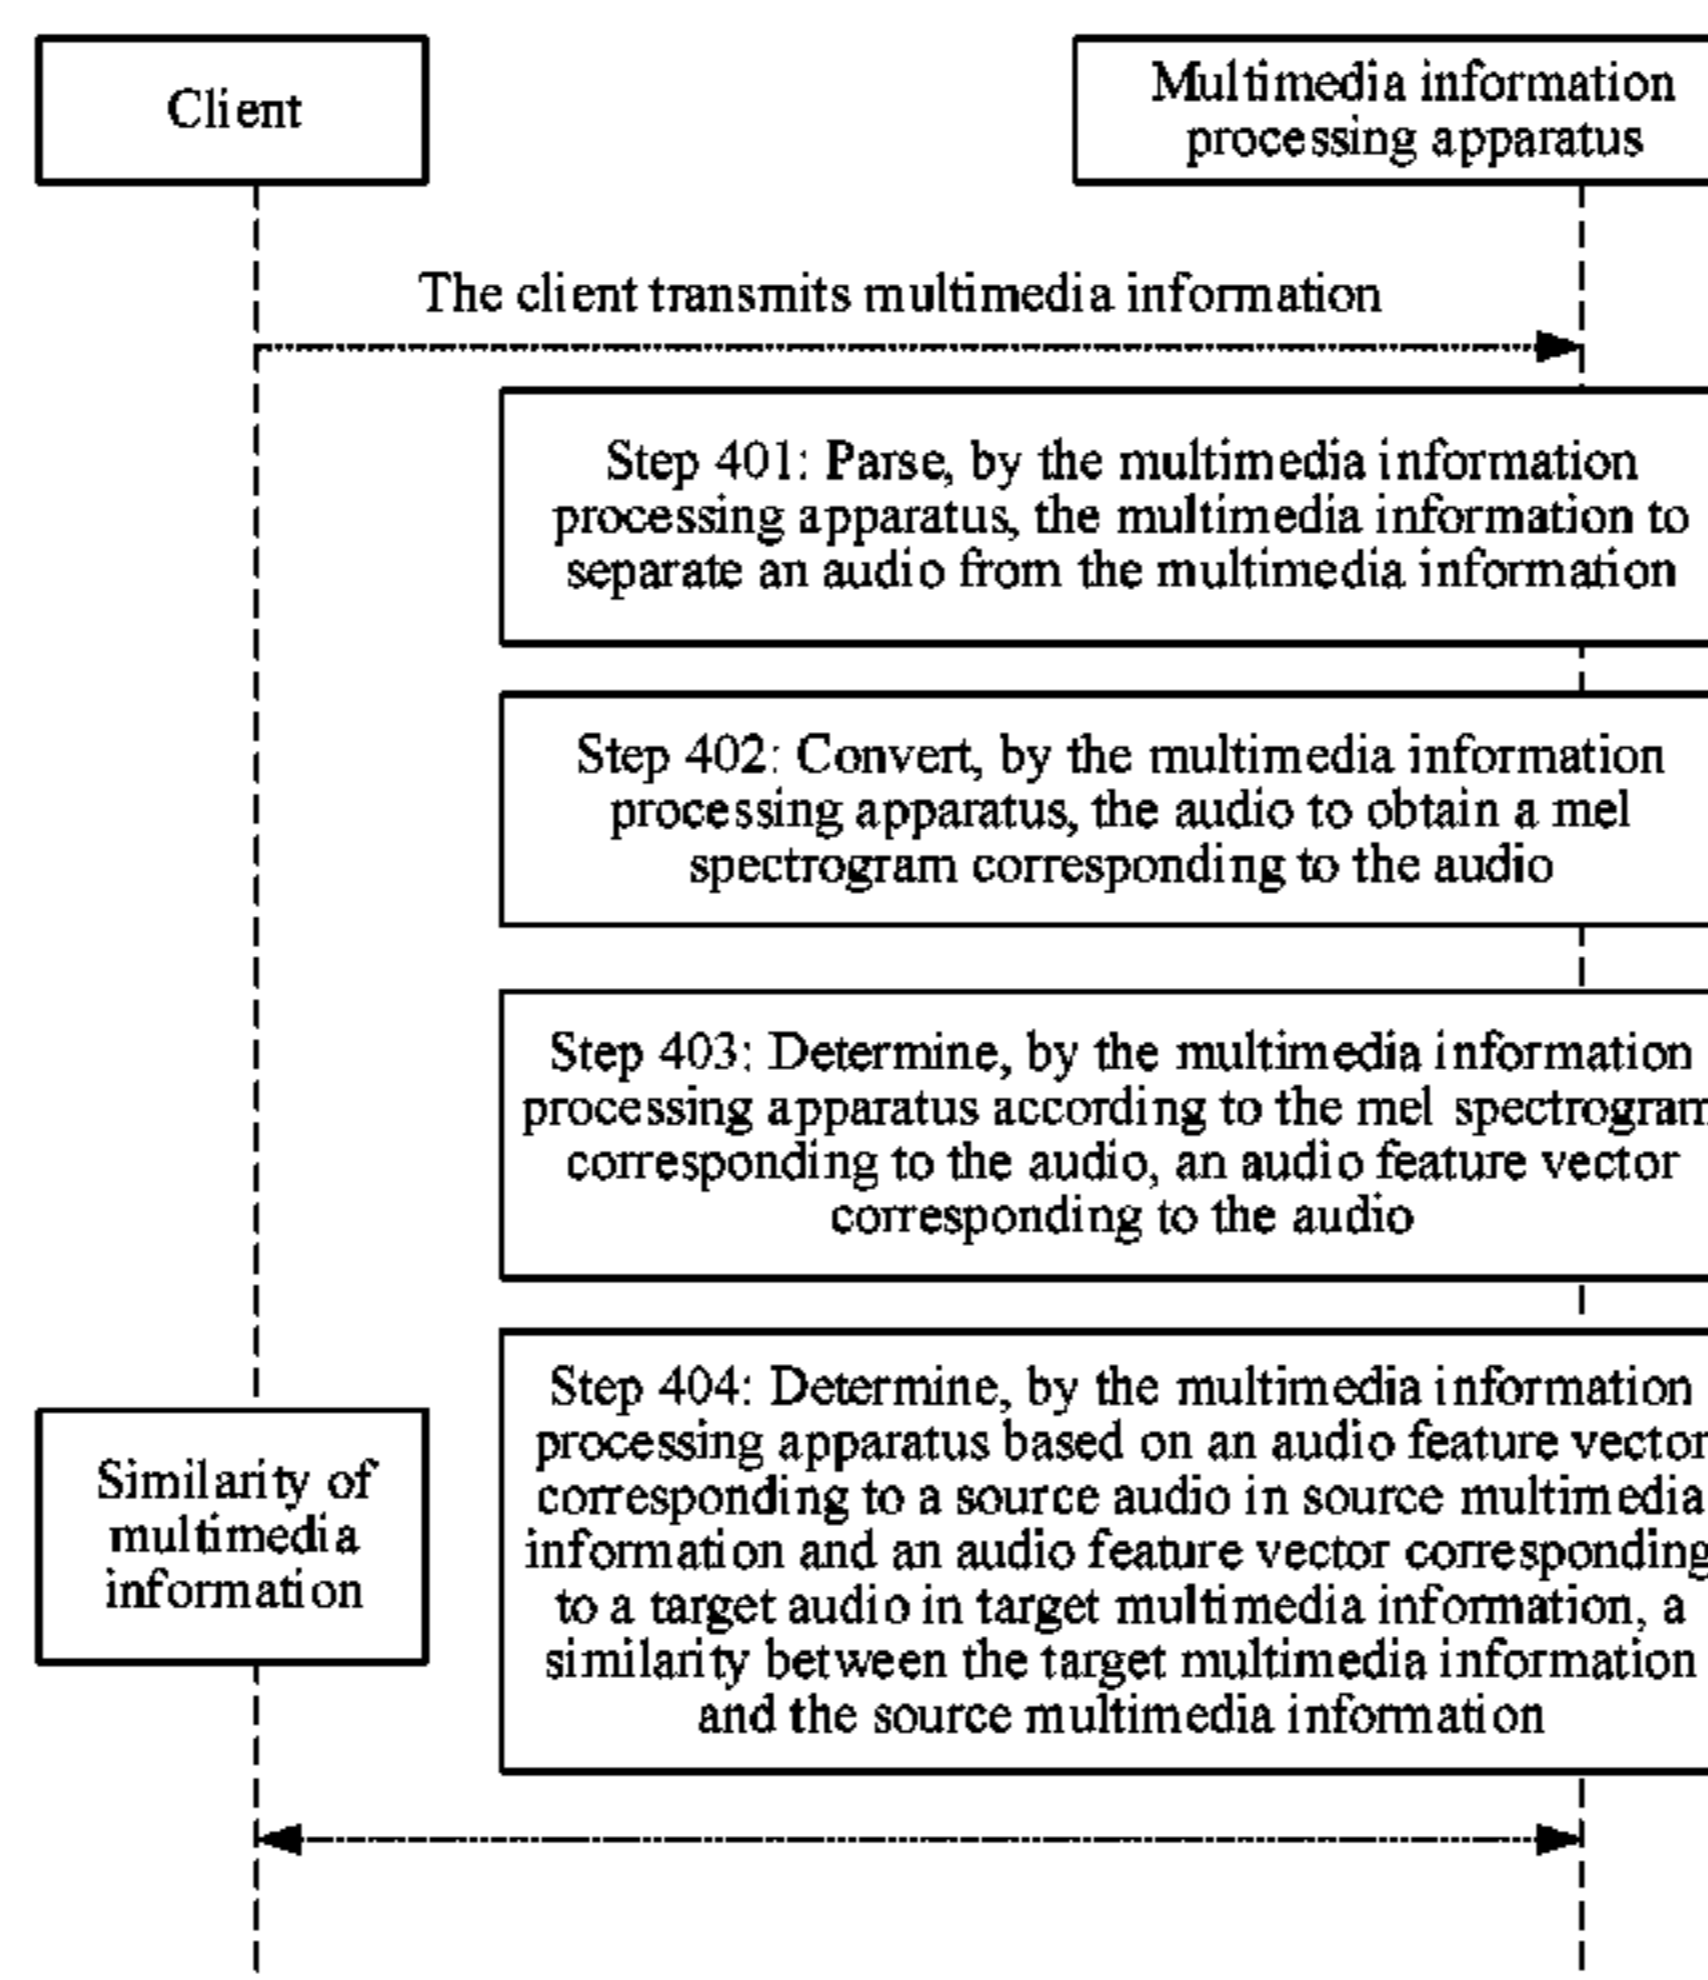 Client
Multimedia information
processing apparatus
The client transmits multimedia information
Step 401: Parse, by the multimedia information
processing apparatus, the multimedia information to
separate an audio from the multimedia information
Step 402: Convert, by the multimedia information
processing apparatus, the audio to obtain a mel
spectrogram corresponding to the audio
Step 403: Determine, by the multimedia information
processing apparatus according to the mel spectrogram
corresponding to the audio, an audio feature vector
corresponding to the audio
Step 404: Determine, by the multimedia information
processing apparatus based on an audio feature vector
corresponding to a source audio in source multimedia
information and an audio feature vector corresponding
to a target audio in target multimedia information, a
similarity between the target multimedia information
and the source multimedia information
Similarity of
multimedia
information